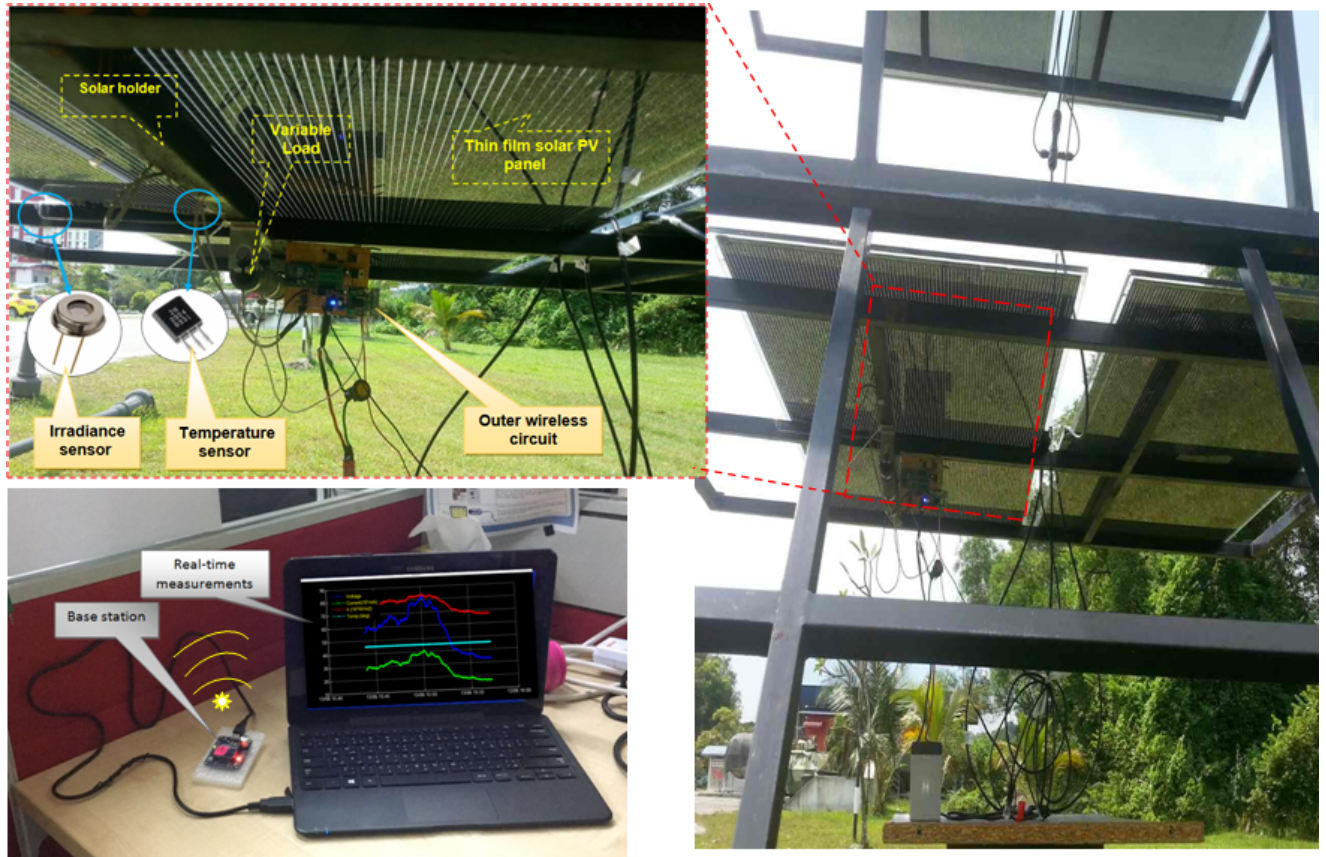 Solar holder
Variable
Load
Thin film solar PV
panel
Irradiance
sensor
Temperature
sensor
Outer wireless
circuit
Real-time
measurements
Base station
Voltage